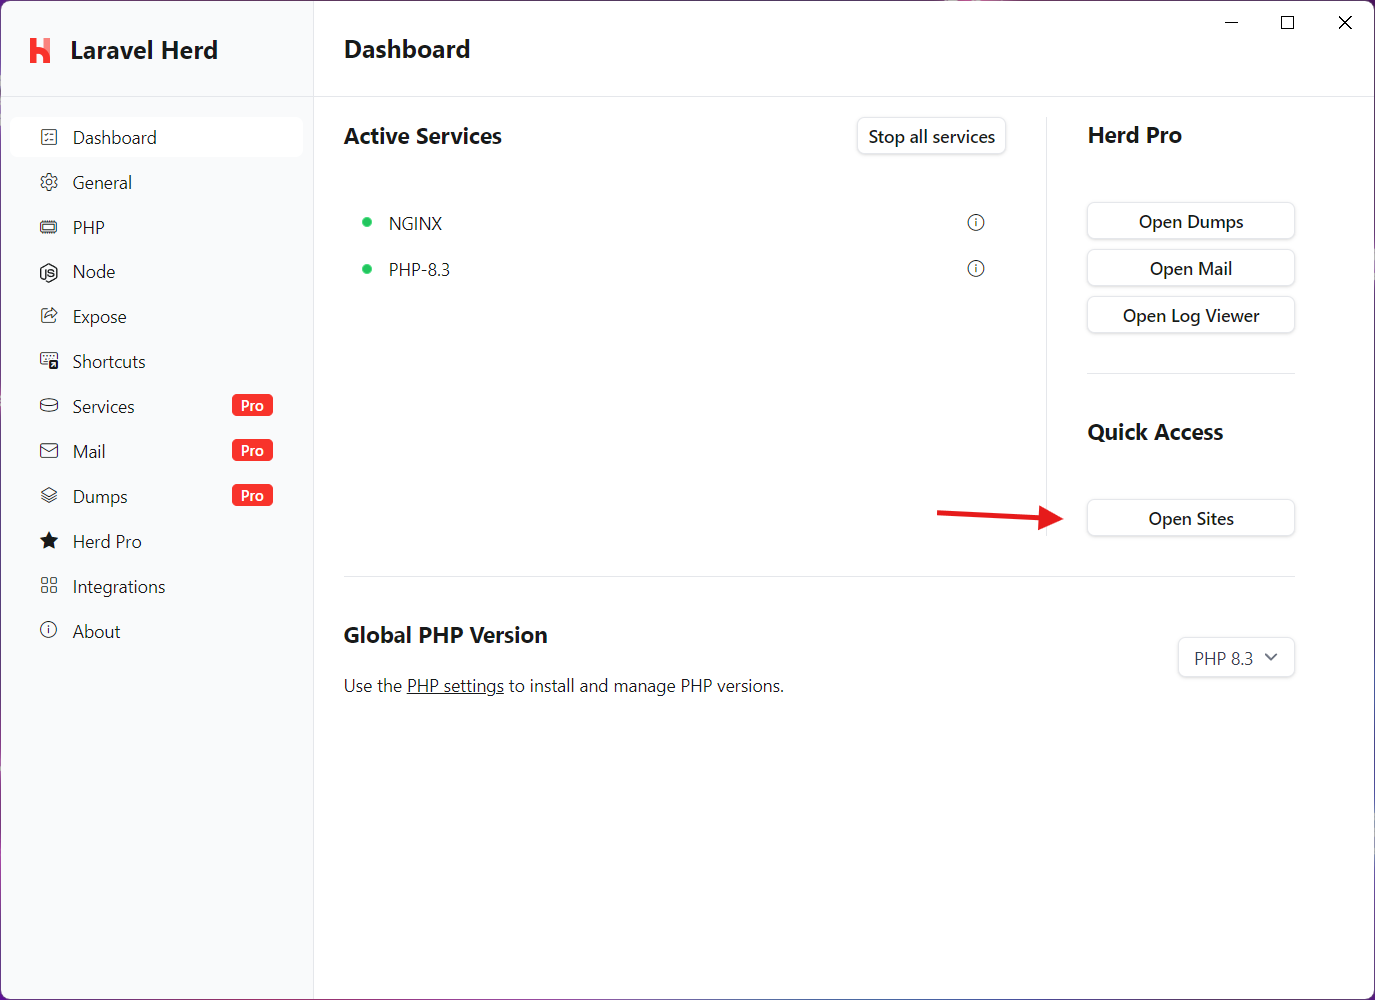 Laravel Herd
Dashboard
Dashboard
General
PHP
Node
Expose
Shortcuts
Services Pro
Mail Pro
Dumps Pro
Herd Pro
Integrations
About
Active Services
Stop all services
NGINX
PHP-8.3
Herd Pro
Open Dumps
Open Mail
Open Log Viewer
Quick Access
Open Sites
Global PHP Version
Use the PHP settings to install and manage PHP versions.
PHP 8.3